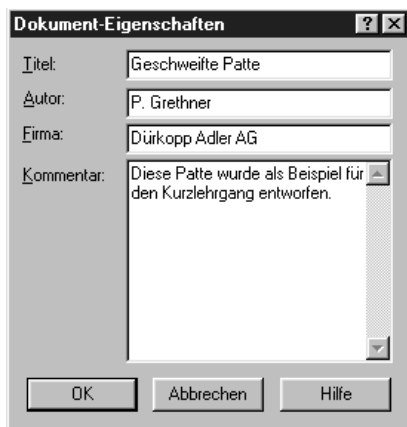 Dokument-Eigenschaften
Titel: Geschweifte Patte
Autor: P. Grethner
Firma: Dürkopp Adler AG
Kommentar: Diese Patte wurde als Beispiel für
den Kurzlehrgang entworfen.
OK Abbrechen Hilfe